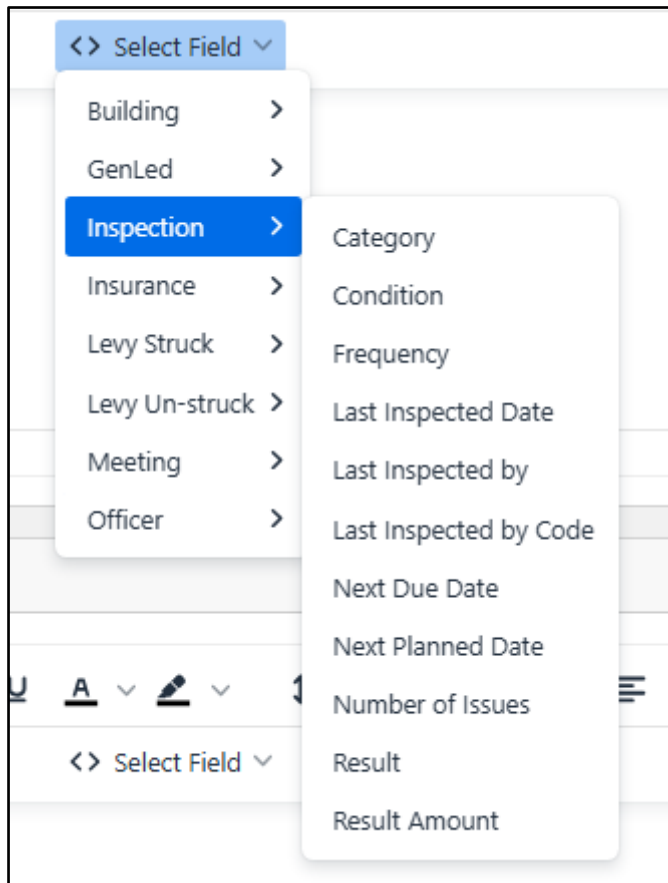 <> Select Field
Building
GenLed
Inspection
Insurance
Levy Struck
Levy Un-struck
Meeting
Officer
Category
Condition
Frequency
Last Inspected Date
Last Inspected by
Last Inspected by Code
Next Due Date
Next Planned Date
Number of Issues
Result
Result Amount
U A
<> Select Field